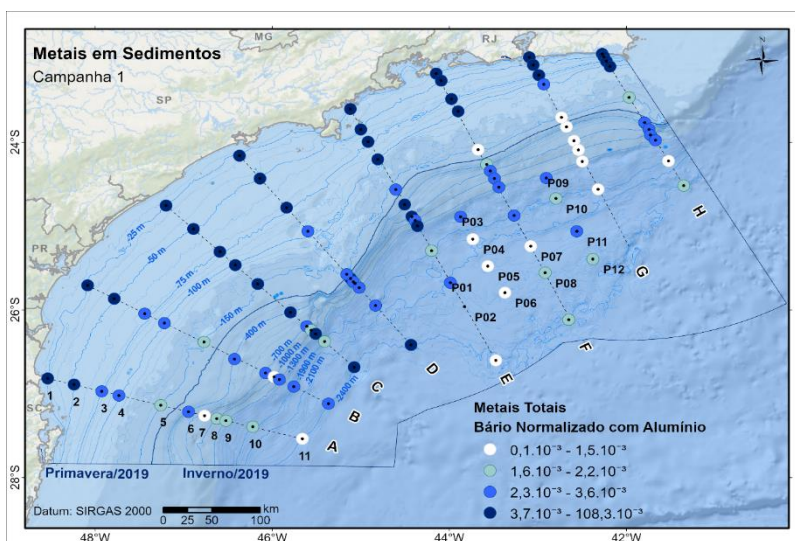 MG
RJ
Metais em Sedimentos
Campanha 1
SP
z
24°S
24°S
PR
26°S
26°S
SC
28°S
28°S
-25 m
-50 m
-75 m
-100 m
-150 m
-400 m
-700 m
-1000 m
-1300 m
-1900 m
-2100 m
-2400 m
P09
P10
P03
P11
P04
P07
P12
P05
P08
P01
P06
P02
H
G
F
E
D
C
B
A
1
2
3
4
5
6
7
8
9
10
11
Metais Totais
Bário Normalizado com Alumínio
0,1.10⁻³ - 1,5.10⁻³
1,6.10⁻³ - 2,2.10⁻³
2,3.10⁻³ - 3,6.10⁻³
3,7.10⁻³ - 108,3.10⁻³
Primavera/2019
Inverno/2019
Datum: SIRGAS 2000
km
0 25 50 100
48°W
46°W
44°W
42°W